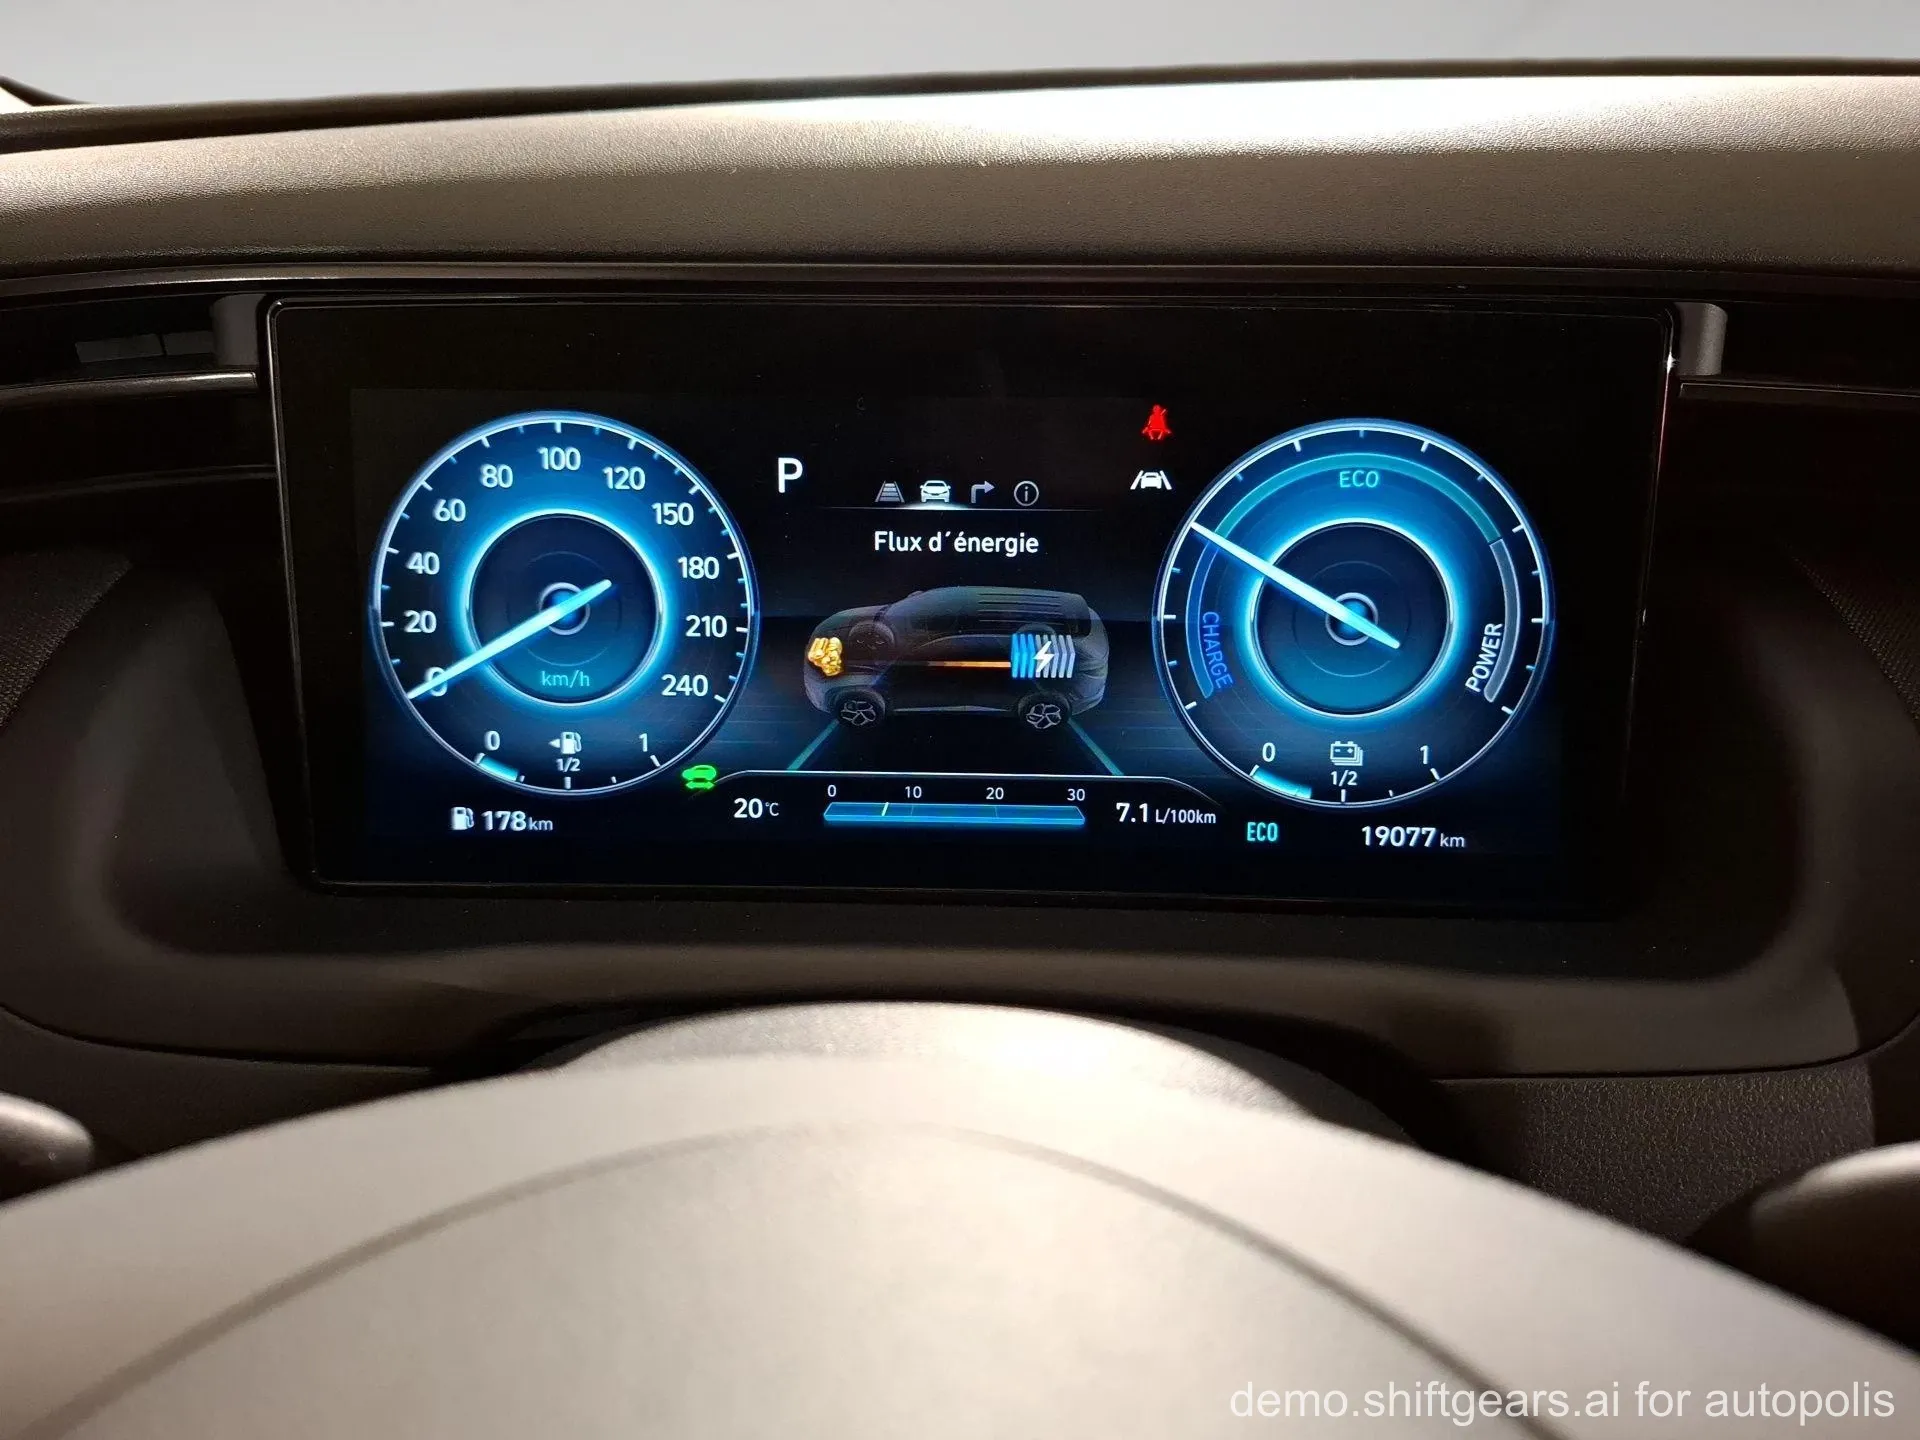 100
80
120
60
150
40
180
20
210
0
240
km/h
0
1/2
1
178 km
P
Flux d´énergie
20°C
0 10 20 30
7.1 L/100km
ECO
CHARGE
POWER
0
1/2
1
ECO
19077 km
demo.shiftgears.ai for autopolis